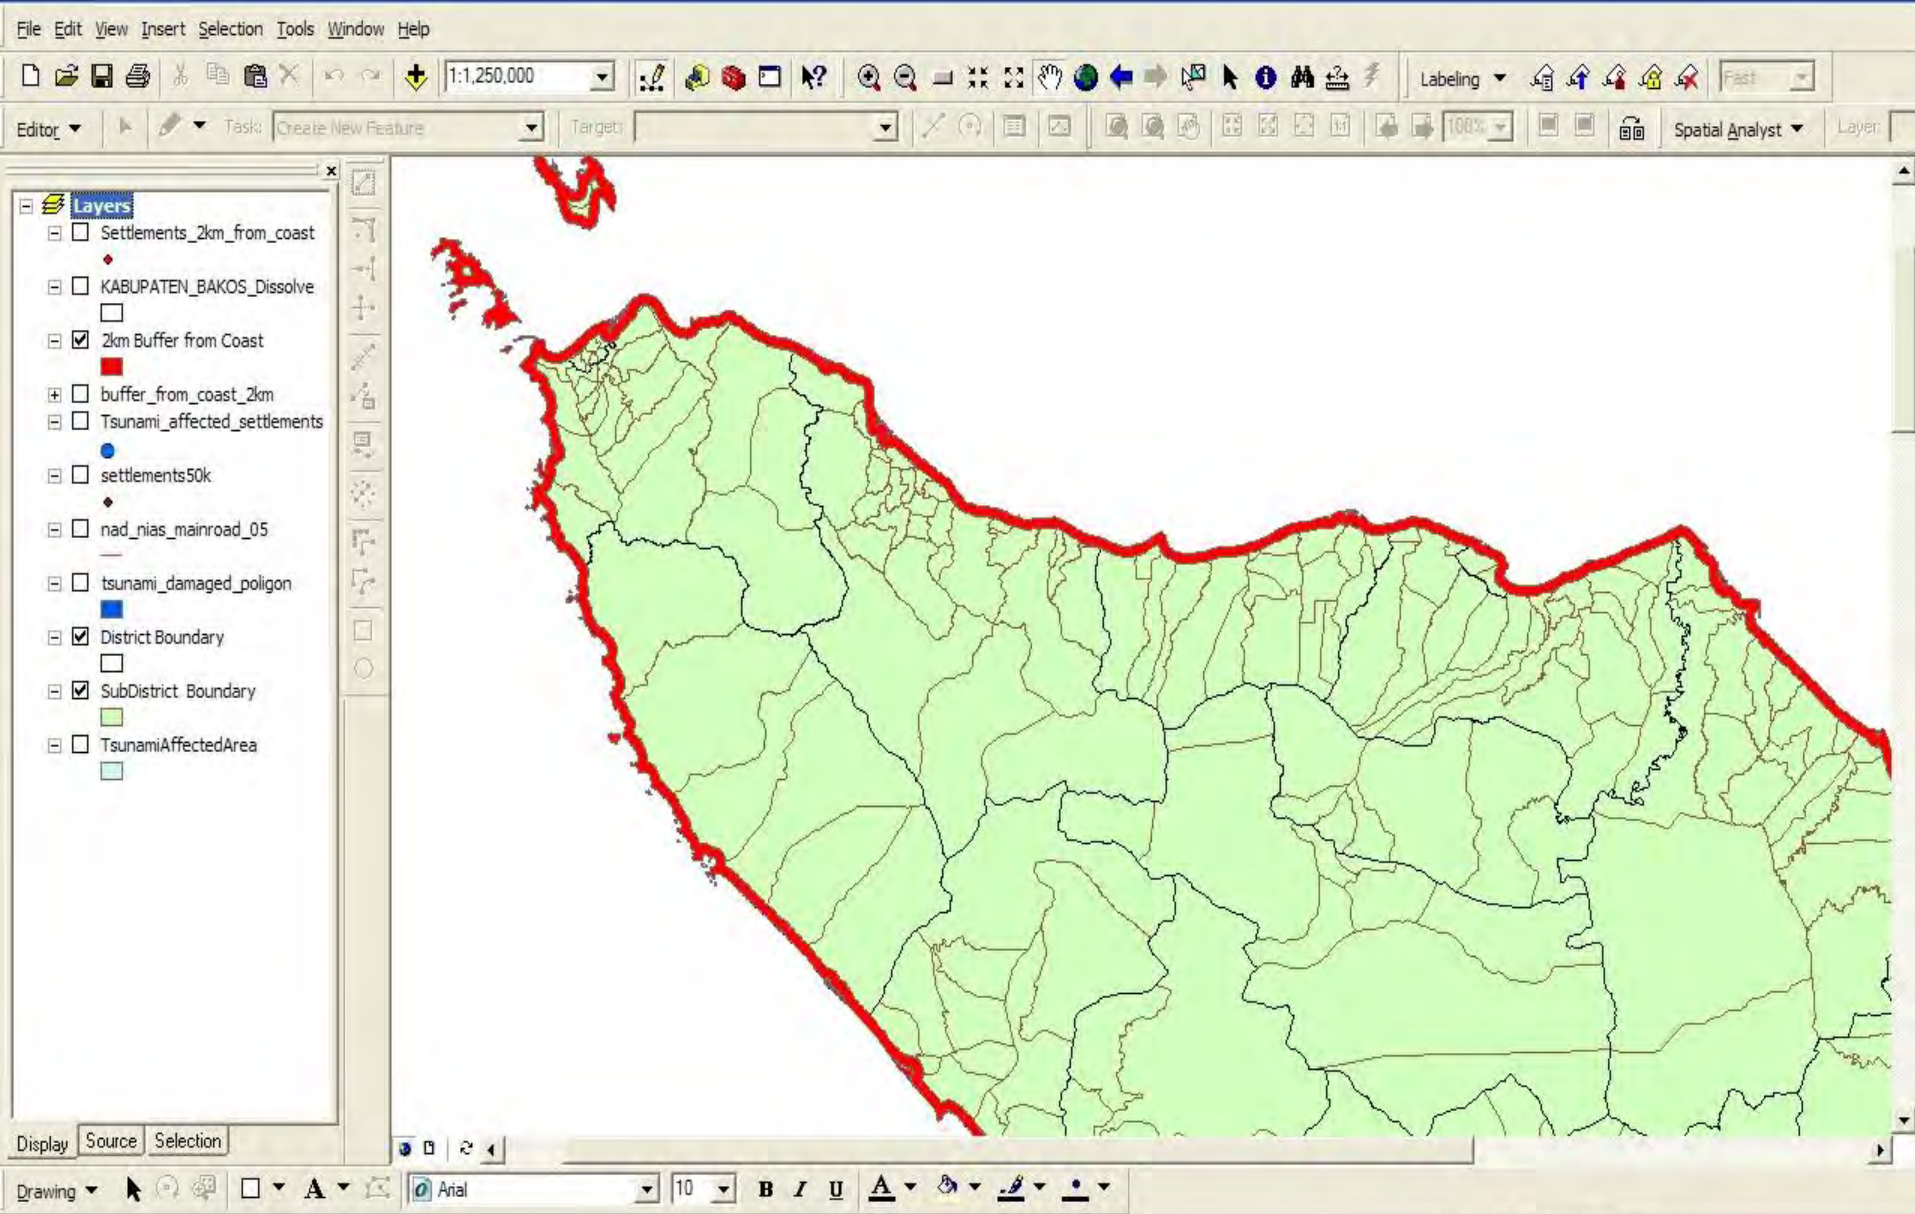 File Edit View Insert Selection Tools Window Help
1:1,250,000 Labeling Fast
Editor Task: Create New Feature Target: 100% Spatial Analyst Layer:
Layers
Settlements_2km_from_coast
KABUPATEN_BAKOS_Dissolve
2km Buffer from Coast
buffer_from_coast_2km
Tsunami_affected_settlements
settlements50k
nad_nias_mainroad_05
tsunami_damaged_poligon
District Boundary
SubDistrict Boundary
TsunamiAffectedArea
Display Source Selection
Drawing A Arial 10 B I U A